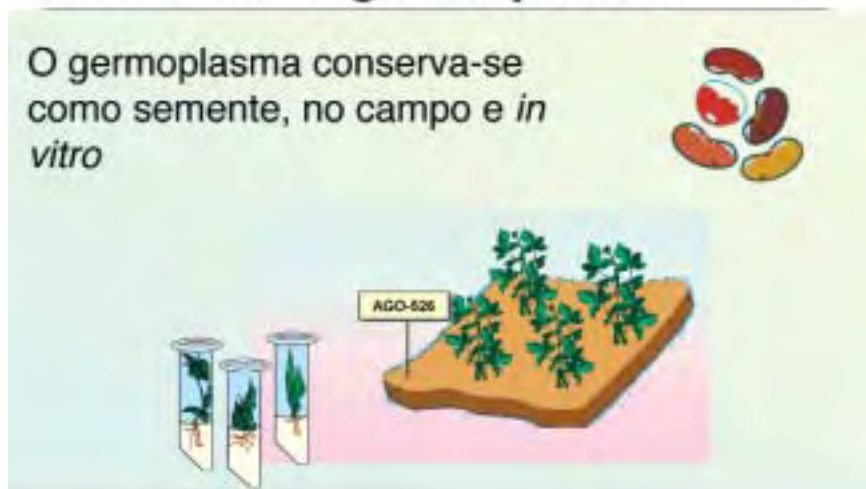 O germoplasma conserva-se
como semente, no campo e in
vitro
AGO-526